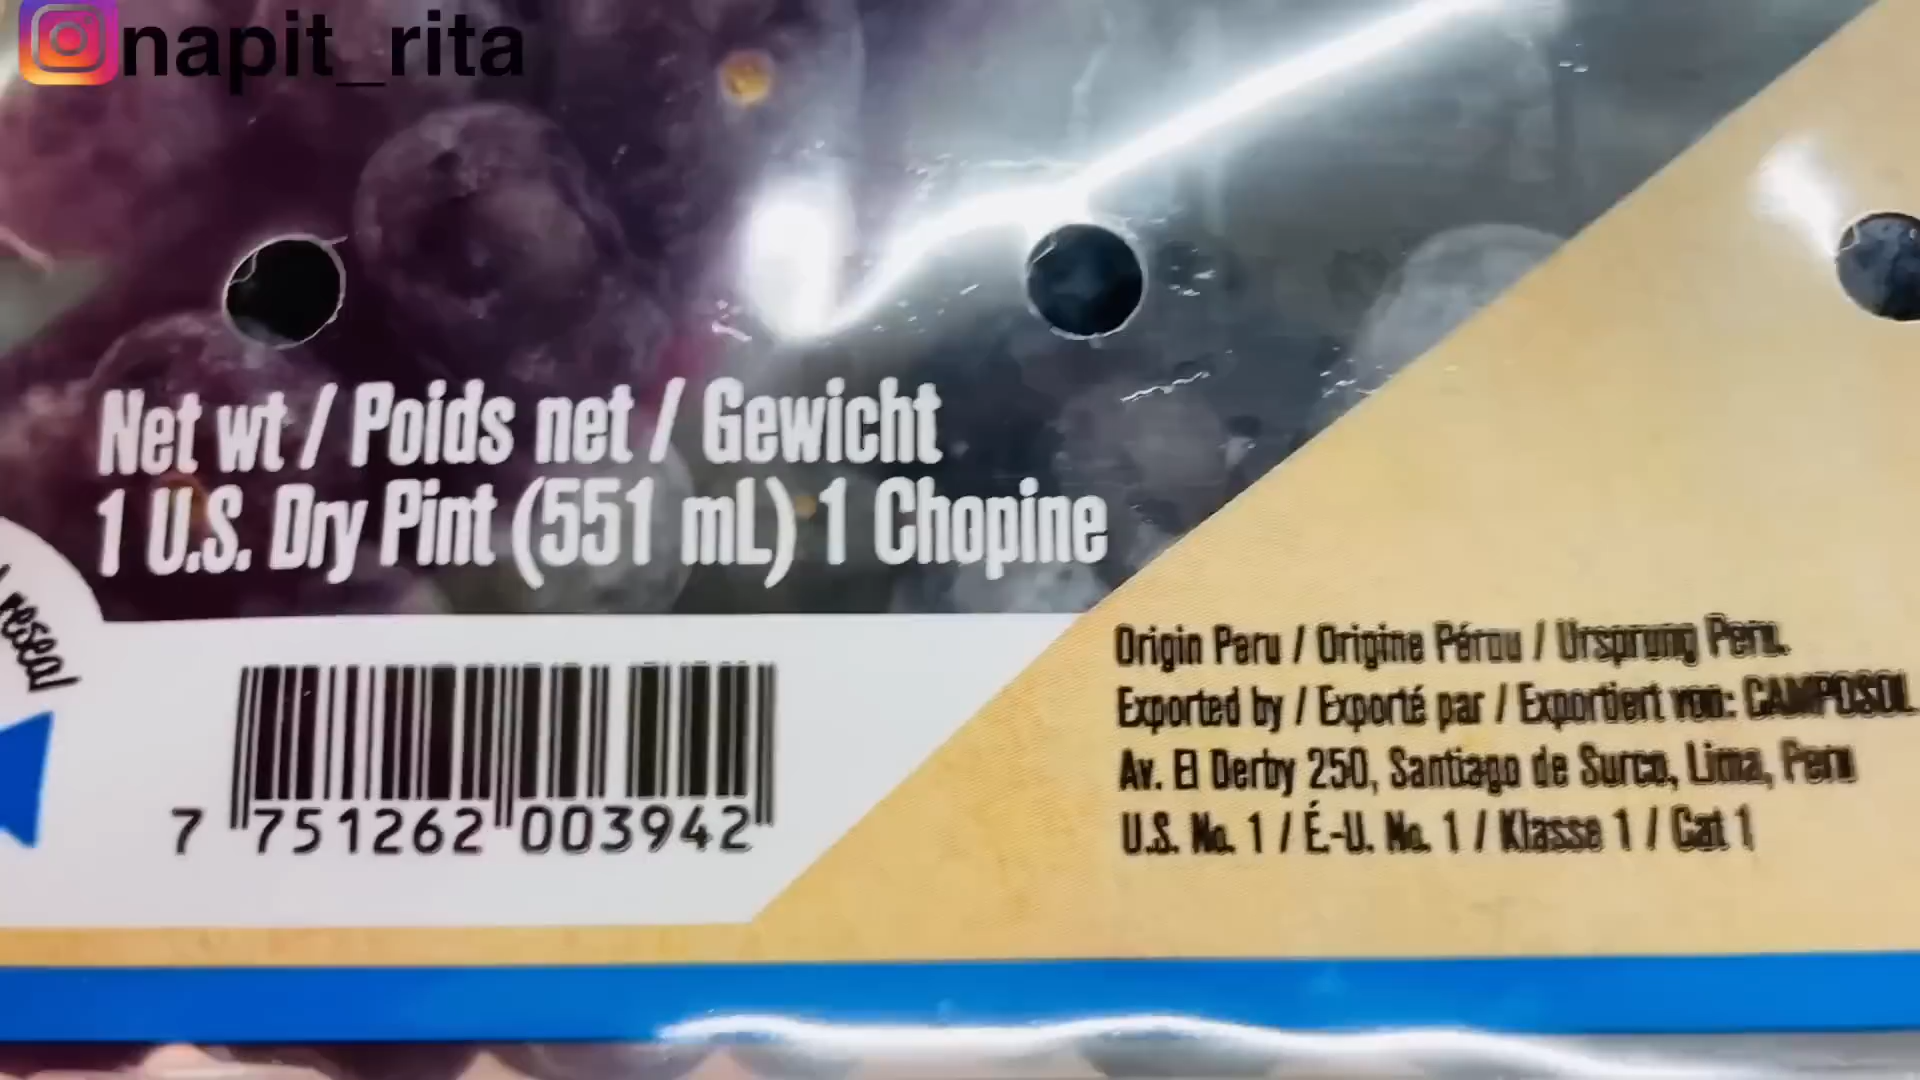 napit_rita
Net wt / Poids net / Gewicht
1 U.S. Dry Pint (551 mL) 1 Chopine
reseal
Origin Peru / Origine Pérou / Ursprung Peru.
Exported by / Exporté par / Exportiert von: CAMPOSOL
Av. El Derby 250, Santiago de Surco, Lima, Peru
U.S. No. 1 / É.-U. No. 1 / Klasse 1 / Cat 1
7 751262 003942